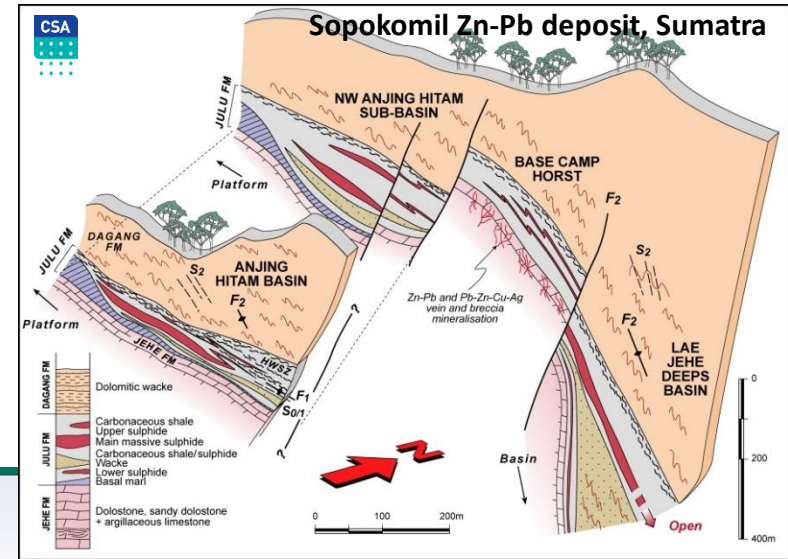 CSA
Sopokomil Zn-Pb deposit, Sumatra
JULU FM
NW ANJING HITAM
SUB-BASIN
Platform
BASE CAMP
HORST
F2
S2
F2
LAE
JEHE
DEEPS
BASIN
Zn-Pb and Pb-Zn-Cu-Ag
vein and breccia
mineralisation
DAGANG
FM
JULU FM
S2
ANJING
HITAM BASIN
F2
Platform
JEHE FM
HWSZ
F1
S0/1
?
?
Basin
Open
N
DAGANG FM
Dolomitic wacke
JULU FM
Carbonaceous shale
Upper sulphide
Main massive sulphide
Carbonaceous shale/sulphide
Wacke
Lower sulphide
Basal marl
JEHE FM
Dolostone, sandy dolostone
+ argillaceous limestone
0 100 200m
0
200
400m